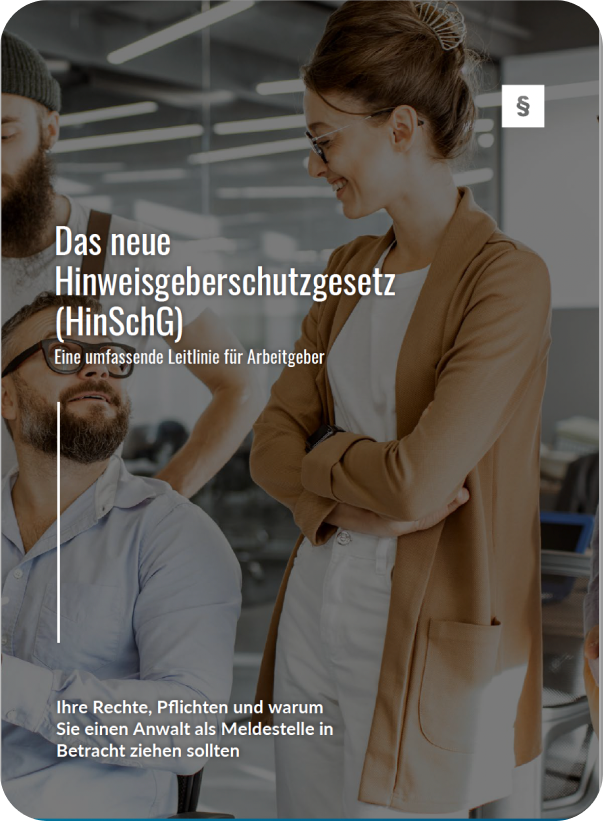 §
Das neue
Hinweisgeberschutzgesetz
(HinSchG)
Eine umfassende Leitlinie für Arbeitgeber
Ihre Rechte, Pflichten und warum
Sie einen Anwalt als Meldestelle in
Betracht ziehen sollten